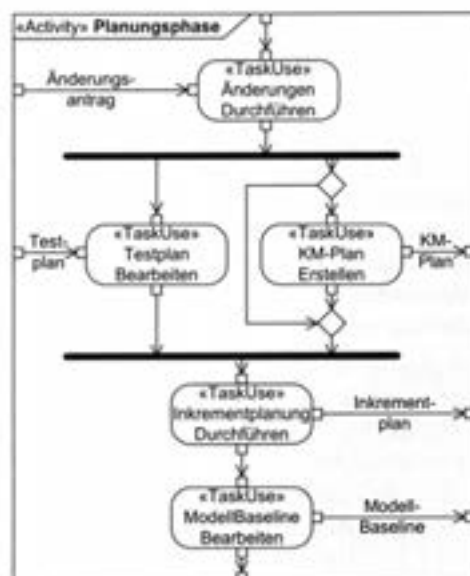 «Activity» Planungsphase
«TaskUse»
Änderungen
Durchführen
Änderungs-
antrag
«TaskUse»
Testplan
Bearbeiten
Test-
plan
«TaskUse»
KM-Plan
Erstellen
KM-
Plan
«TaskUse»
Inkrementplanung
Durchführen
Inkrement-
plan
«TaskUse»
ModellBaseline
Bearbeiten
Modell-
Baseline